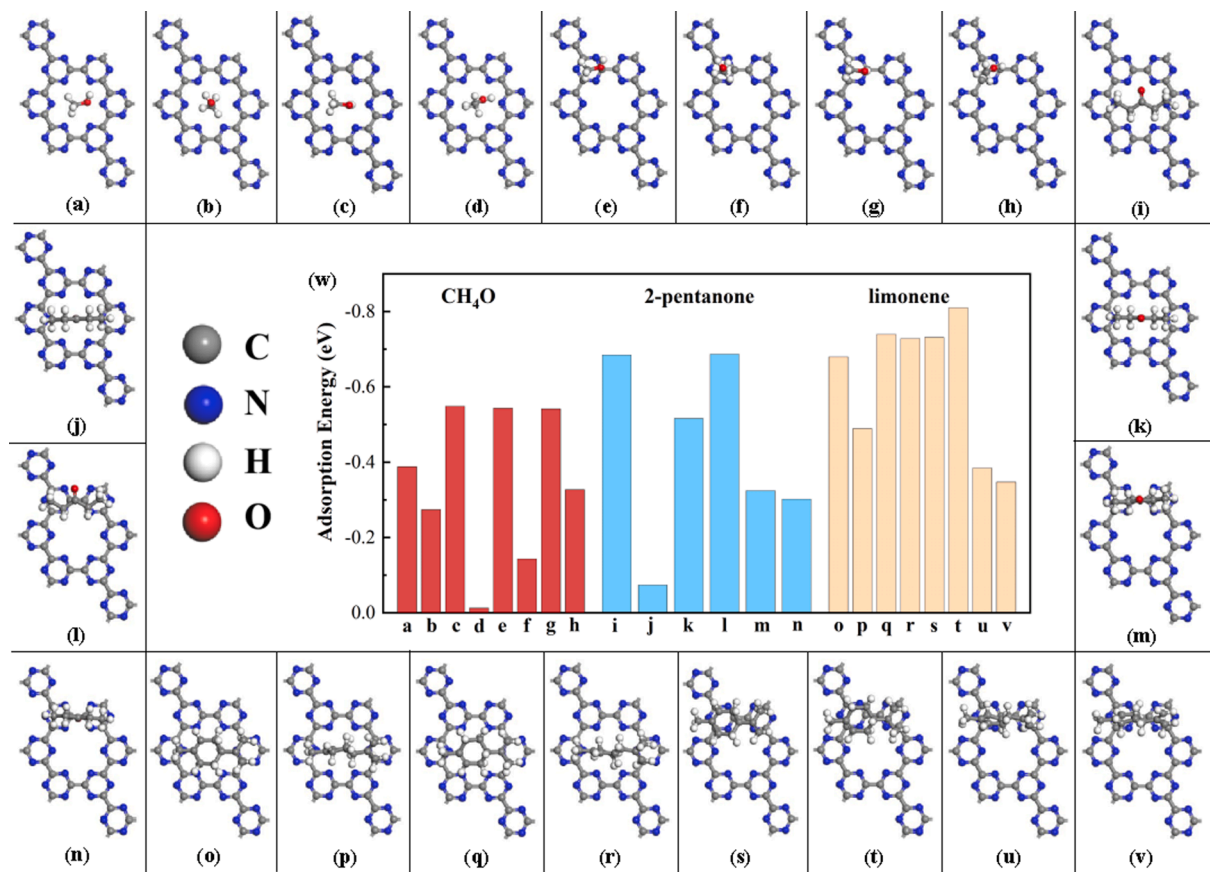 (a) (b) (c) (d) (e) (f) (g) (h) (i)
(w)
CH₄O 2-pentanone limonene
C
N
H
O
Adsorption Energy (eV)
-0.8
-0.6
-0.4
-0.2
0.0
a b c d e f g h i j k l m n o p q r s t u v
(j)
(k)
(l)
(m)
(n) (o) (p) (q) (r) (s) (t) (u) (v)